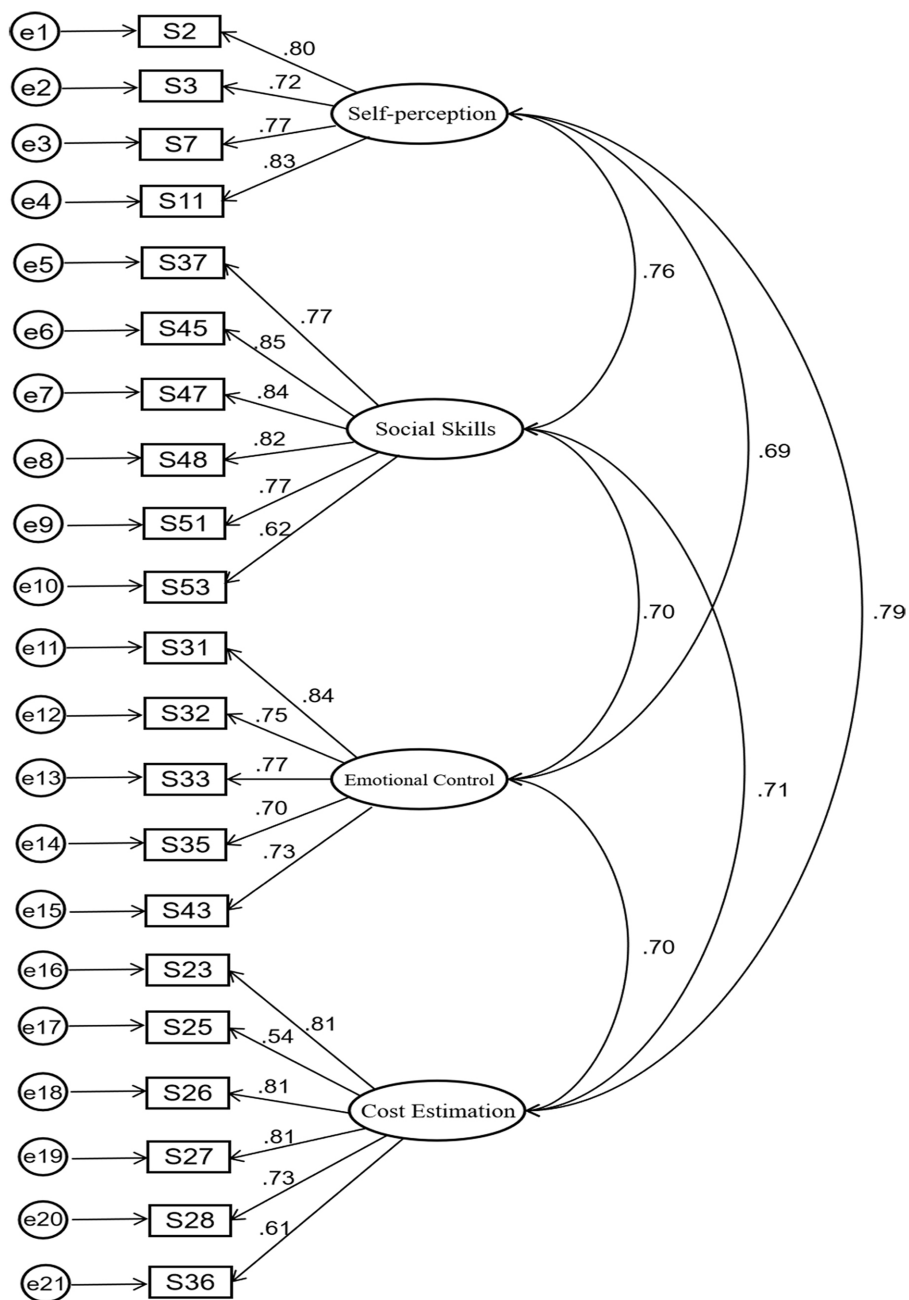 e1 S2 .80
e2 S3 .72
Self-perception
e3 S7 .77
e4 S11 .83
e5 S37 .77
.76
e6 S45 .85
e7 S47 .84
Social Skills
e8 S48 .82
.69
e9 S51 .77
e10 S53 .62
.70
.79
e11 S31 .84
e12 S32 .75
e13 S33 .77
Emotional Control
.71
e14 S35 .70
e15 S43 .73
.70
e16 S23 .81
e17 S25 .54
e18 S26 .81
Cost Estimation
e19 S27 .81
e20 S28 .73
e21 S36 .61